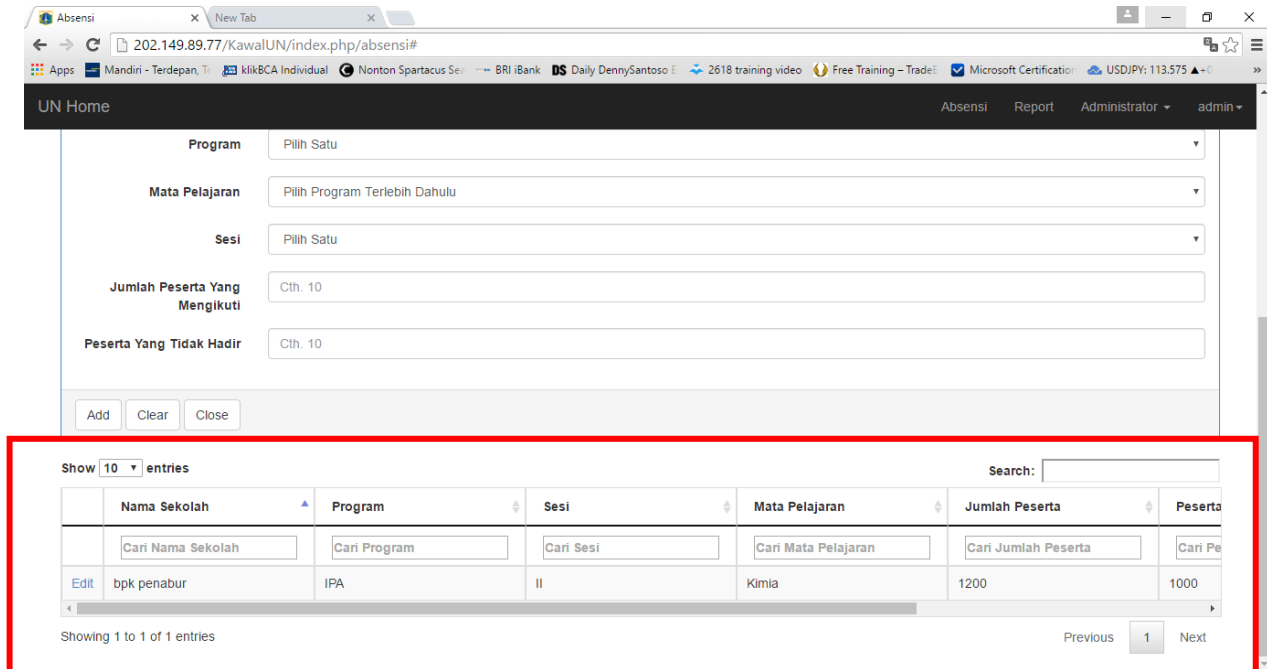 Absensi
New Tab
202.149.89.77/KawalUN/index.php/absensi#
Apps Mandiri - Terdepan, klikBCA Individual Nonton Spartacus BRI iBank DS Daily DennySantoso 2618 training video Free Training – Microsoft Certification USDJPY: 113.575 ▲ »
UN Home Absensi Report Administrator admin
Program Pilih Satu
Mata Pelajaran Pilih Program Terlebih Dahulu
Sesi Pilih Satu
Jumlah Peserta Yang Mengikuti Cth. 10
Peserta Yang Tidak Hadir Cth. 10
Add Clear Close
Show 10 entries Search:
Nama Sekolah Program Sesi Mata Pelajaran Jumlah Peserta Peserta
Cari Nama Sekolah Cari Program Cari Sesi Cari Mata Pelajaran Cari Jumlah Peserta Cari Pe
Edit bpk penabur IPA II Kimia 1200 1000
Showing 1 to 1 of 1 entries Previous 1 Next